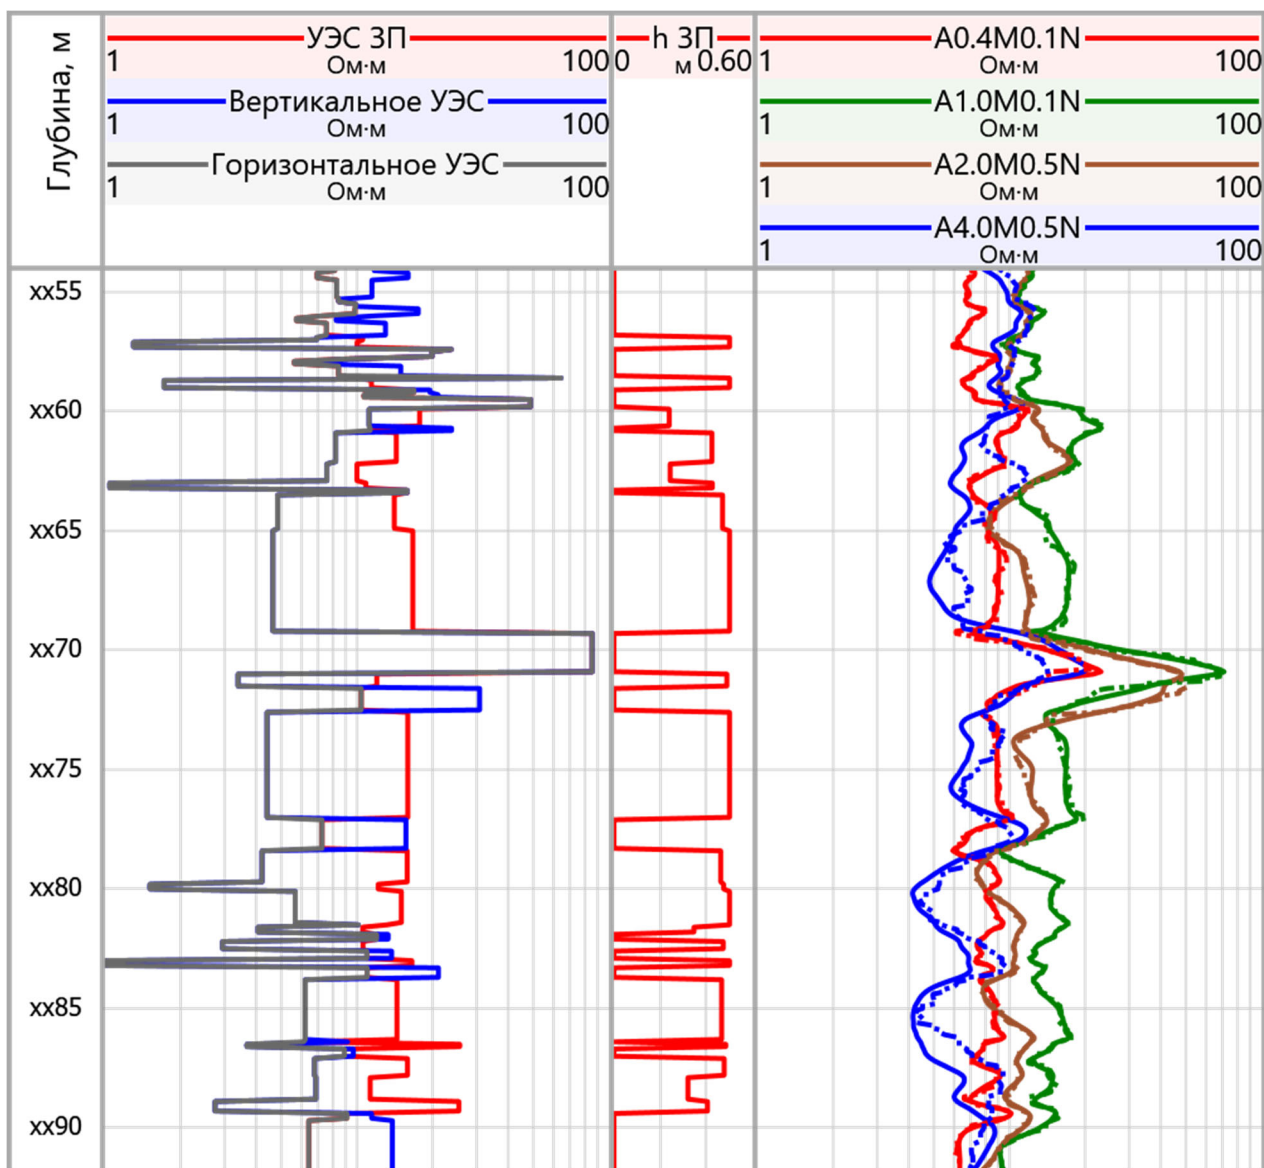 Глубина, м
УЭС ЗП
1 Ом·м 100
Вертикальное УЭС
1 Ом·м 100
Горизонтальное УЭС
1 Ом·м 100
h ЗП
0 м 0.60
A0.4M0.1N
1 Ом·м 100
A1.0M0.1N
1 Ом·м 100
A2.0M0.5N
1 Ом·м 100
A4.0M0.5N
1 Ом·м 100
xx55
xx60
xx65
xx70
xx75
xx80
xx85
xx90